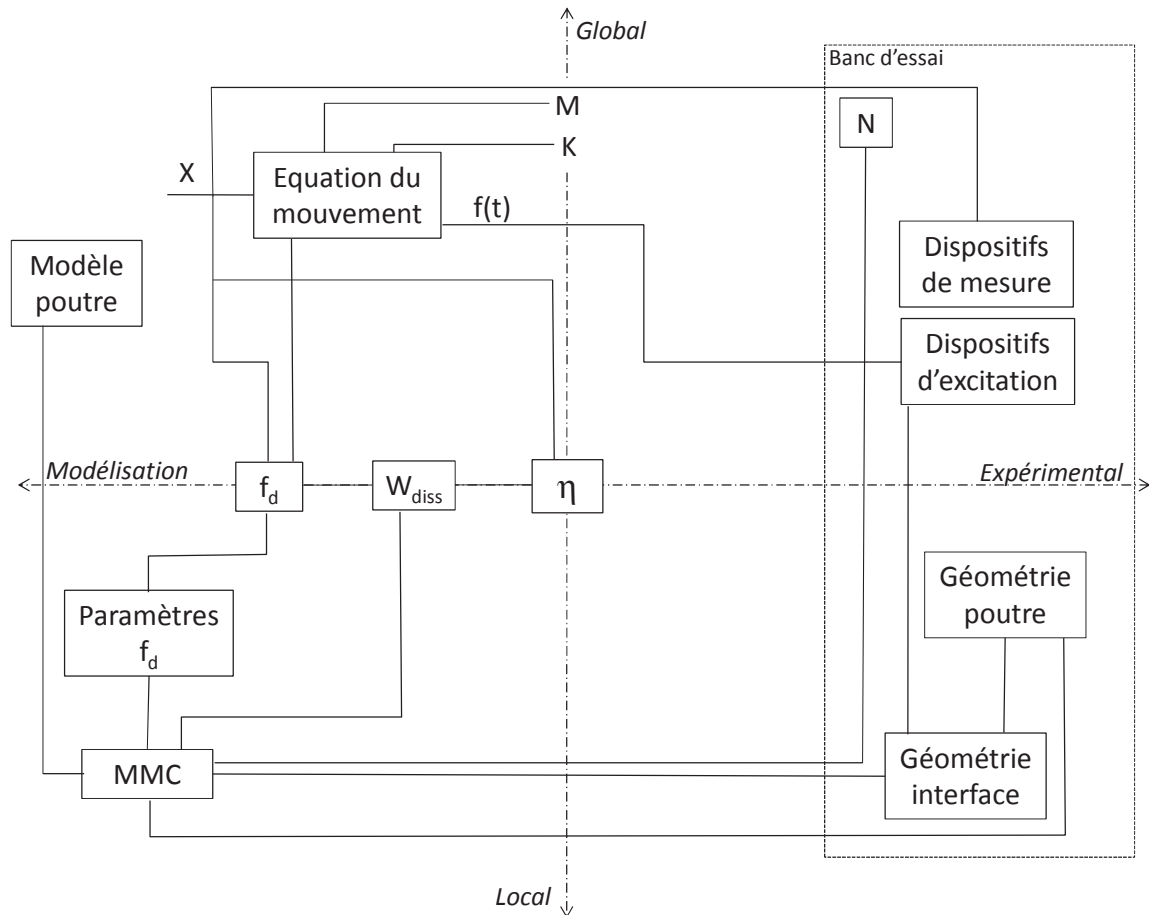 Global
Banc d'essai
M
N
K
X
Equation du
mouvement
f(t)
Modèle
poutre
Dispositifs
de mesure
Dispositifs
d'excitation
Modélisation
f_d
W_diss
η
Expérimental
Géométrie
poutre
Paramètres
f_d
MMC
Géométrie
interface
Local